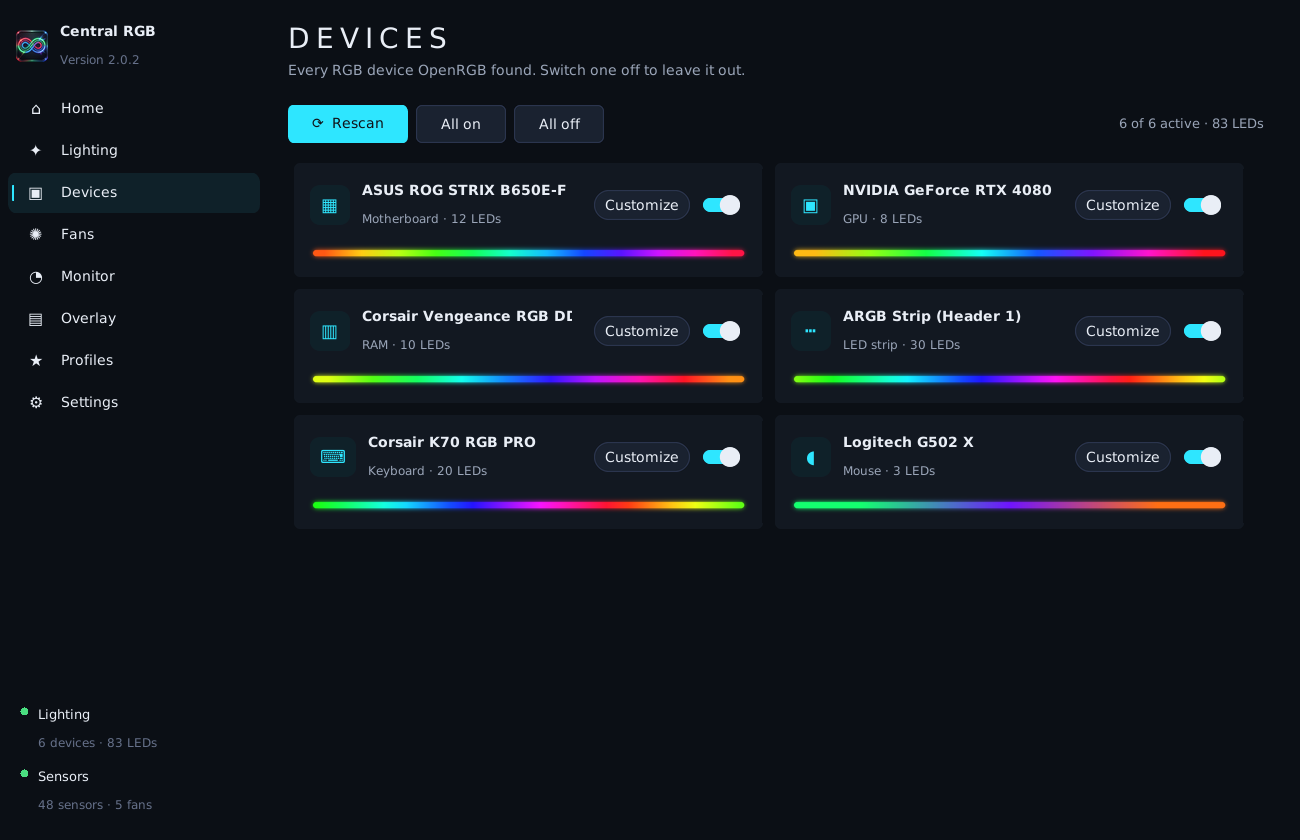 Central RGB
Version 2.0.2
Home
Lighting
Devices
Fans
Monitor
Overlay
Profiles
Settings
Lighting
6 devices · 83 LEDs
Sensors
48 sensors · 5 fans
DEVICES
Every RGB device OpenRGB found. Switch one off to leave it out.
Rescan
All on
All off
6 of 6 active · 83 LEDs
ASUS ROG STRIX B650E-F
Motherboard · 12 LEDs
Customize
NVIDIA GeForce RTX 4080
GPU · 8 LEDs
Customize
Corsair Vengeance RGB
RAM · 10 LEDs
Customize
ARGB Strip (Header 1)
LED strip · 30 LEDs
Customize
Corsair K70 RGB PRO
Keyboard · 20 LEDs
Customize
Logitech G502 X
Mouse · 3 LEDs
Customize